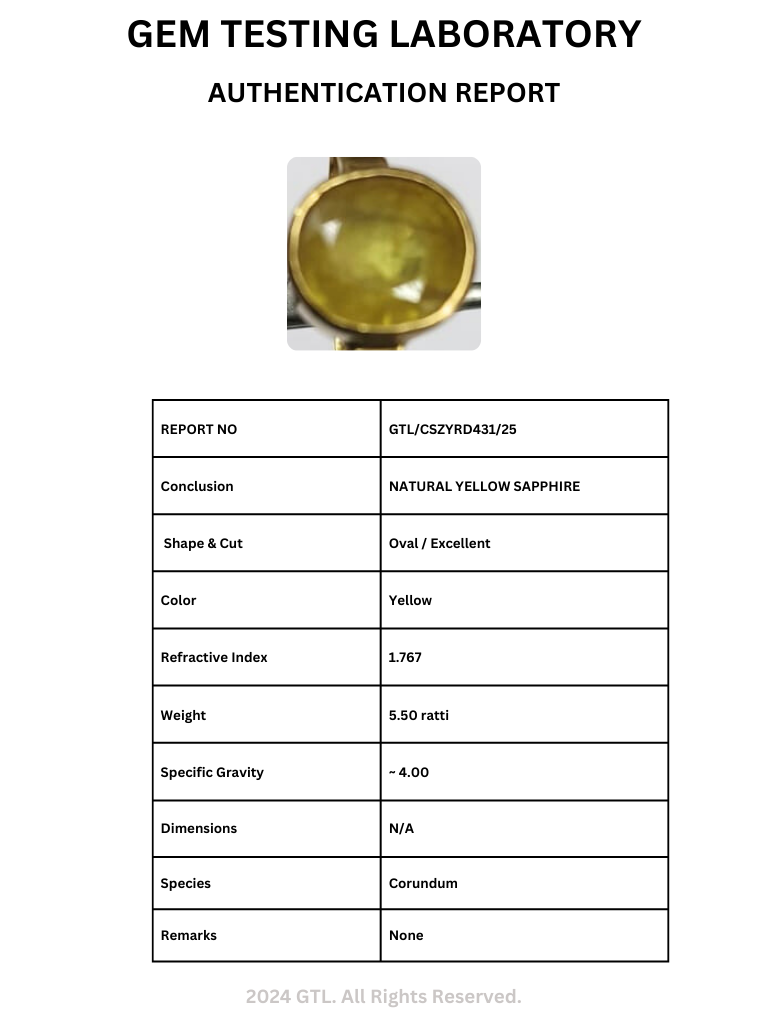 GEM TESTING LABORATORY
AUTHENTICATION REPORT
REPORT NO GTL/CSZYRD431/25
Conclusion NATURAL YELLOW SAPPHIRE
Shape & Cut Oval / Excellent
Color Yellow
Refractive Index 1.767
Weight 5.50 ratti
Specific Gravity ~ 4.00
Dimensions N/A
Species Corundum
Remarks None
2024 GTL. All Rights Reserved.